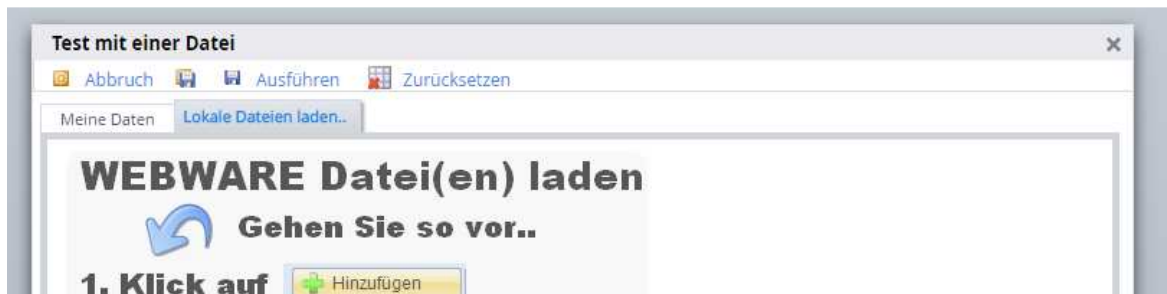 Test mit einer Datei
Abbruch Ausführen Zurücksetzen
Meine Daten Lokale Dateien laden..
WEBWARE Datei(en) laden
Gehen Sie so vor..
1. Klick auf Hinzufügen